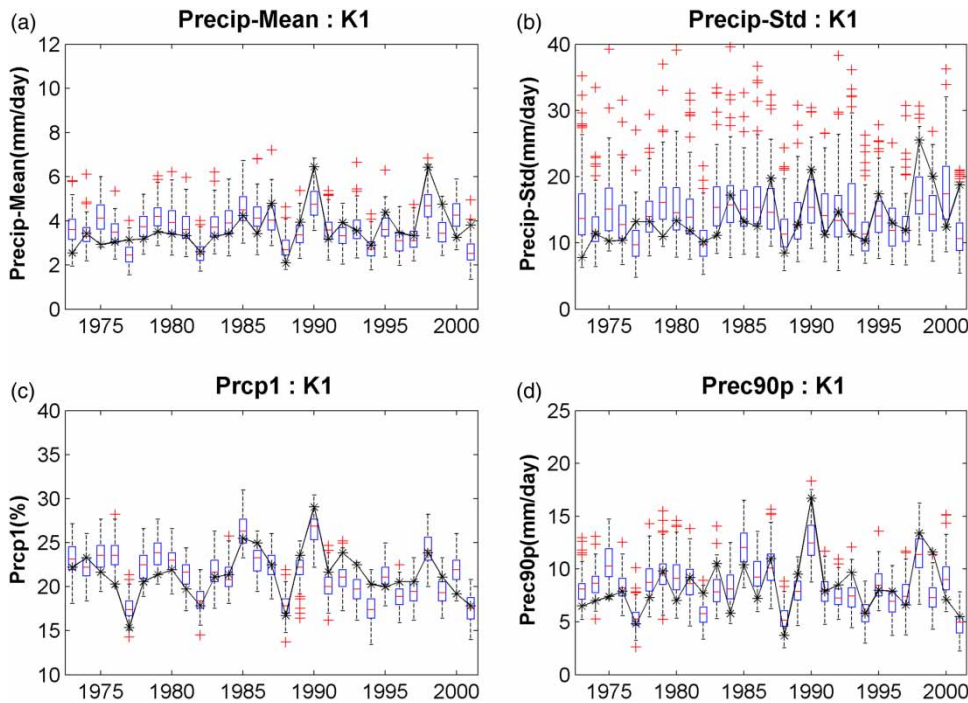 (a) Precip-Mean : K1
Precip-Mean(mm/day)
12
10
8
6
4
2
0
1975 1980 1985 1990 1995 2000
(b) Precip-Std : K1
Precip-Std(mm/day)
40
30
20
10
0
1975 1980 1985 1990 1995 2000
(c) Prcp1 : K1
Prcp1(%)
40
35
30
25
20
15
10
1975 1980 1985 1990 1995 2000
(d) Prec90p : K1
Prec90p(mm/day)
25
20
15
10
5
0
1975 1980 1985 1990 1995 2000